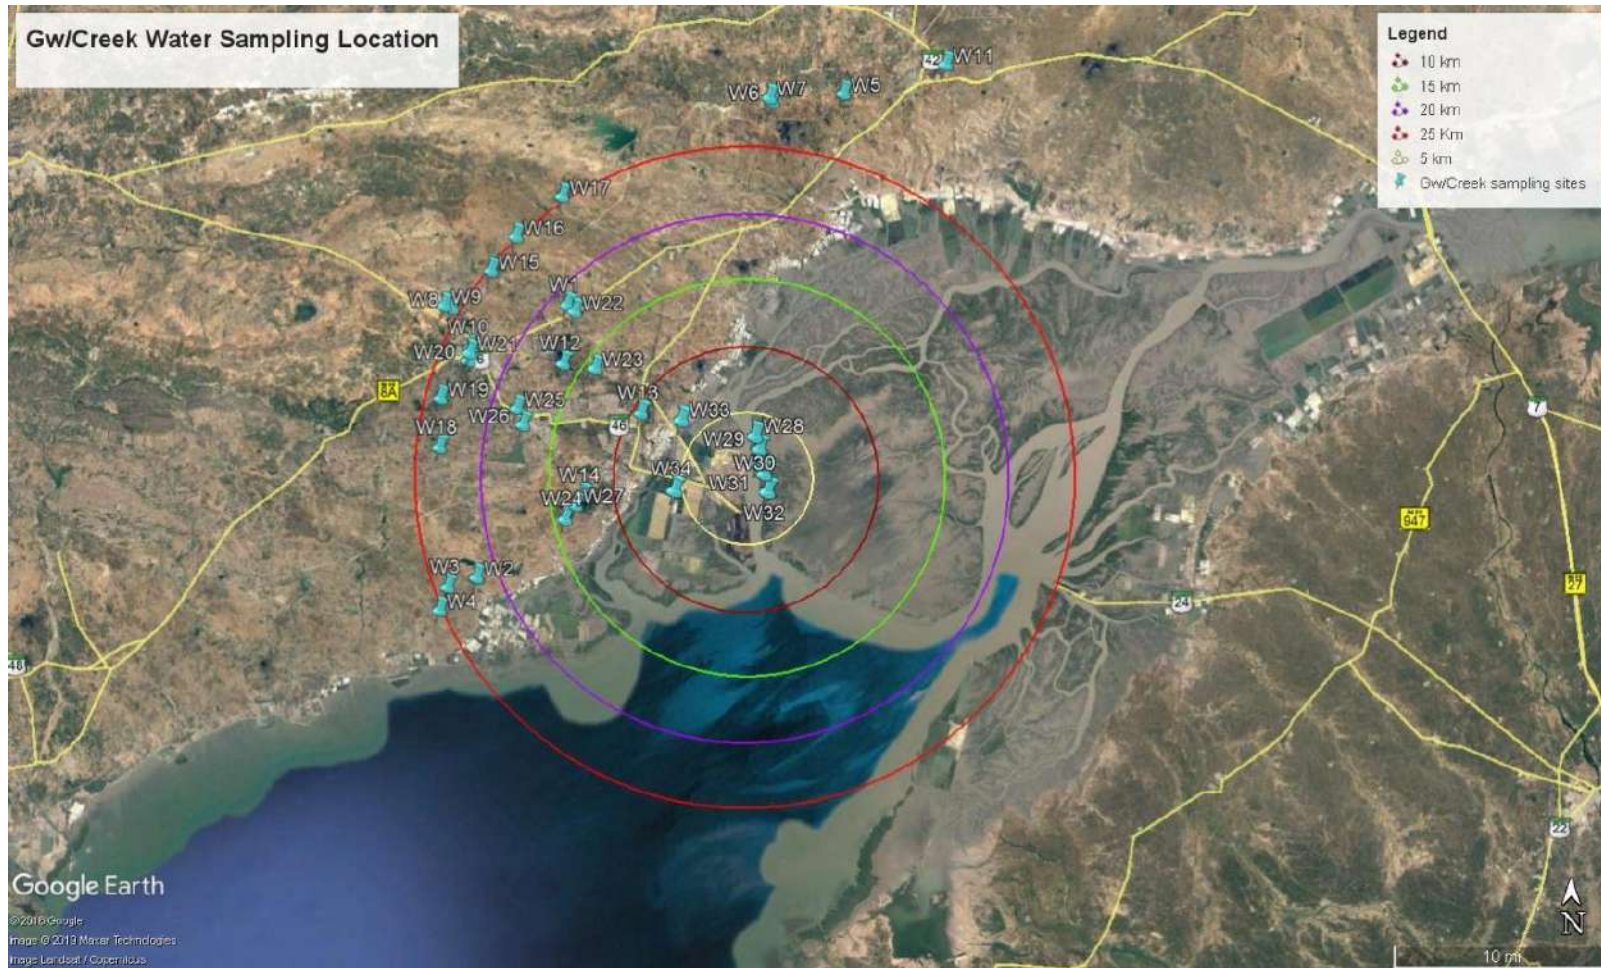 Gw/Creek Water Sampling Location
Legend
10 km
15 km
20 km
25 Km
5 km
Gw/Creek sampling sites
42
W11
W6
W7
W5
W17
W16
W15
W8
W9
W1
W22
W10
W21
W20
6
W12
W23
8A
W19
W25
W13
W26
W33
46
W18
W29
W28
W30
W14
W34
W31
W24
W27
W32
7
947
27
W3
W2
W4
24
48
22
Google Earth
©2018 Google
Image © 2019 Maxar Technologies
Image Landsat / Copernicus
N
10 mi